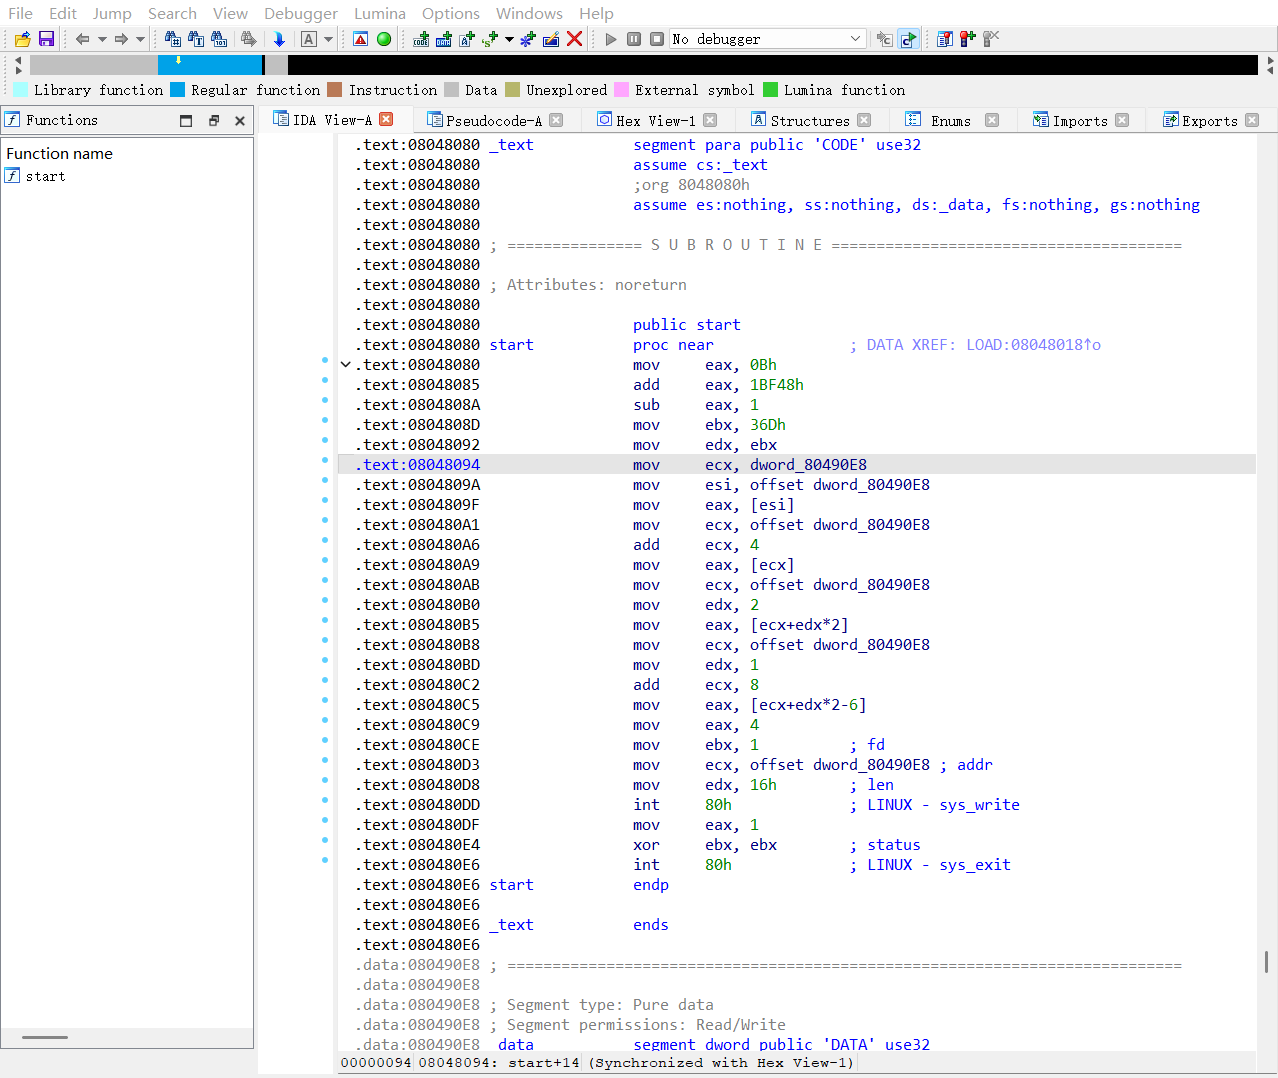 File Edit Jump Search View Debugger Lumina Options Windows Help
No debugger
Library function Regular function Instruction Data Unexplored External symbol Lumina function
Functions
IDA View-A Pseudocode-A Hex View-1 Structures Enums Imports Exports
Function name
start
.text:08048080 _text segment para public 'CODE' use32
.text:08048080 assume cs:_text
.text:08048080 ;org 8048080h
.text:08048080 assume es:nothing, ss:nothing, ds:_data, fs:nothing, gs:nothing
.text:08048080
.text:08048080 ; =============== S U B R O U T I N E =======================================
.text:08048080
.text:08048080 ; Attributes: noreturn
.text:08048080
.text:08048080 public start
.text:08048080 start proc near ; DATA XREF: LOAD:08048018↑o
.text:08048080 mov eax, 0Bh
.text:08048085 add eax, 1BF48h
.text:0804808A sub eax, 1
.text:0804808D mov ebx, 36Dh
.text:08048092 mov edx, ebx
.text:08048094 mov ecx, dword_80490E8
.text:0804809A mov esi, offset dword_80490E8
.text:0804809F mov eax, [esi]
.text:080480A1 mov ecx, offset dword_80490E8
.text:080480A6 add ecx, 4
.text:080480A9 mov eax, [ecx]
.text:080480AB mov ecx, offset dword_80490E8
.text:080480B0 mov edx, 2
.text:080480B5 mov eax, [ecx+edx*2]
.text:080480B8 mov ecx, offset dword_80490E8
.text:080480BD mov edx, 1
.text:080480C2 add ecx, 8
.text:080480C5 mov eax, [ecx+edx*2-6]
.text:080480C9 mov eax, 4
.text:080480CE mov ebx, 1 ; fd
.text:080480D3 mov ecx, offset dword_80490E8 ; addr
.text:080480D8 mov edx, 16h ; len
.text:080480DD int 80h ; LINUX - sys_write
.text:080480DF mov eax, 1
.text:080480E4 xor ebx, ebx ; status
.text:080480E6 int 80h ; LINUX - sys_exit
.text:080480E6 start endp
.text:080480E6
.text:080480E6 _text ends
.text:080480E6
.data:080490E8 ; ===========================================================================
.data:080490E8
.data:080490E8 ; Segment type: Pure data
.data:080490E8 ; Segment permissions: Read/Write
.data:080490E8 _data segment dword public 'DATA' use32
00000094 08048094: start+14 (Synchronized with Hex View-1)